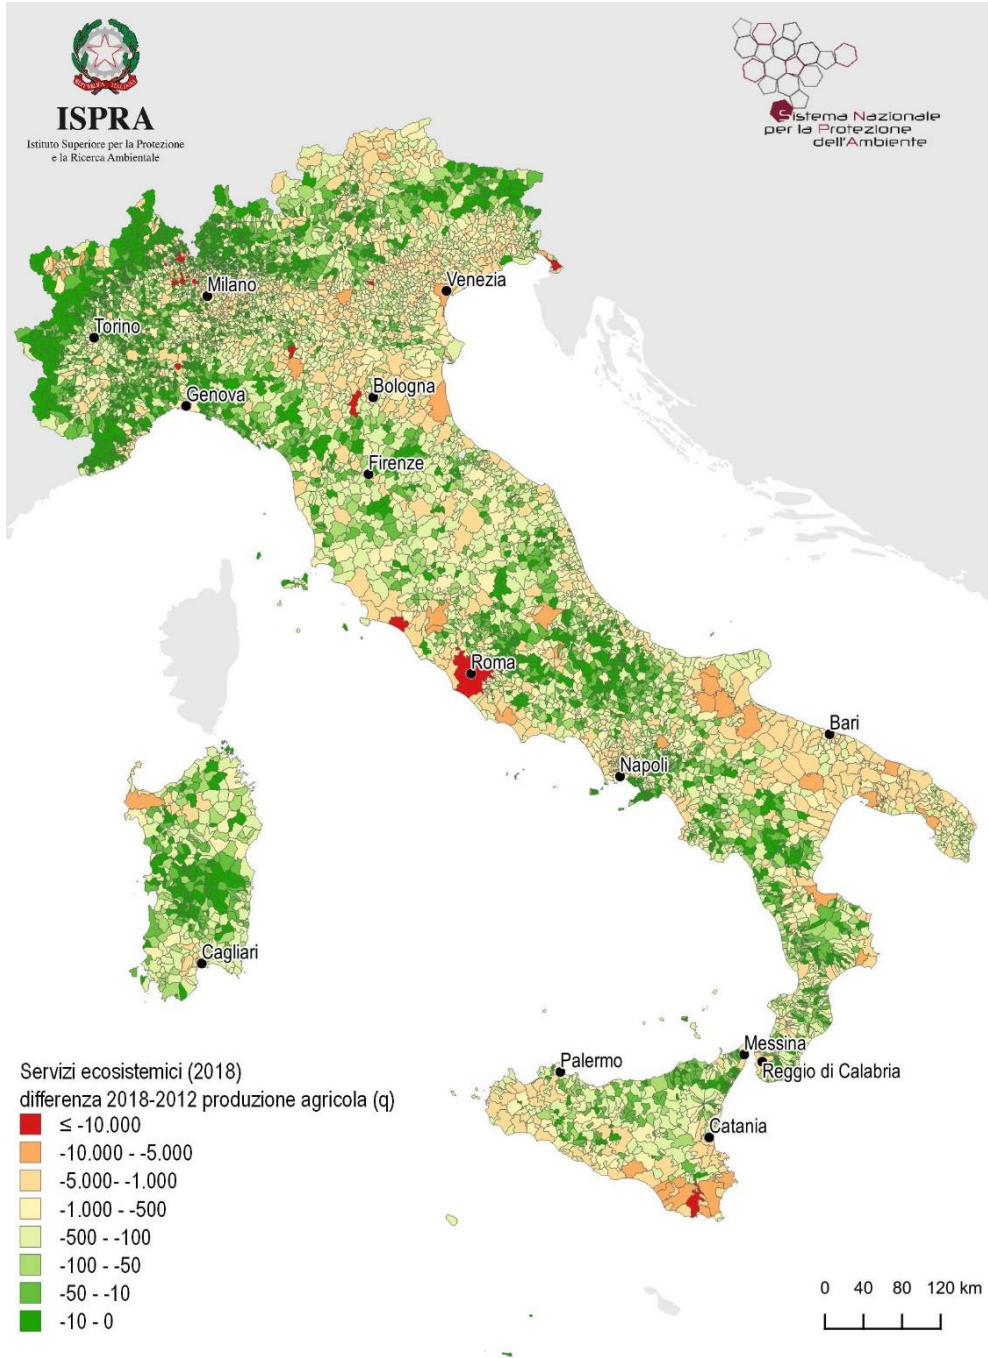 ISPRA
Istituto Superiore per la Protezione
e la Ricerca Ambientale
Sistema Nazionale
per la Protezione
dell'Ambiente
Milano
Venezia
Torino
Genova
Bologna
Firenze
Roma
Bari
Napoli
Cagliari
Messina
Reggio di Calabria
Palermo
Catania
Servizi ecosistemici (2018)
differenza 2018-2012 produzione agricola (q)
≤ -10.000
-10.000 - -5.000
-5.000- -1.000
-1.000 - -500
-500 - -100
-100 - -50
-50 - -10
-10 - 0
0 40 80 120 km